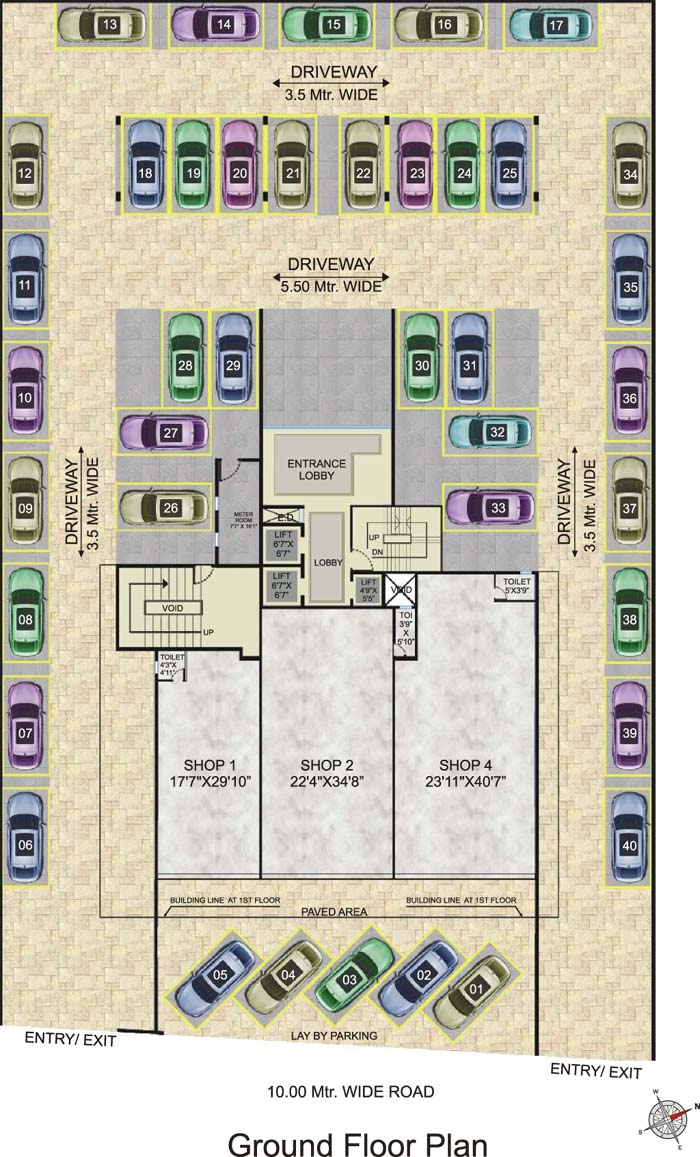 13 14 15 16 17
DRIVEWAY
3.5 Mtr. WIDE
12 18 19 20 21 22 23 24 25 34
DRIVEWAY
5.50 Mtr. WIDE
11 35
28 29 30 31
10 36
27 32
ENTRANCE
LOBBY
DRIVEWAY
3.5 Mtr. WIDE
DRIVEWAY
3.5 Mtr. WIDE
09 26 33 37
METER
ROOM
7'7" X 16'1"
E.D
UP
DN
LIFT
6'7"X
6'7"
LOBBY
LIFT
6'7"X
6'7"
LIFT
4'9"X
5'5"
VOID
TOILET
5'X3'9"
08 38
VOID
UP
TOI
3'9"
X
5'10"
TOILET
4'3"X
4'11"
07 39
SHOP 1
17'7"X29'10"
SHOP 2
22'4"X34'8"
SHOP 4
23'11"X40'7"
06 40
BUILDING LINE AT 1ST FLOOR
BUILDING LINE AT 1ST FLOOR
PAVED AREA
05 04 03 02 01
LAY BY PARKING
ENTRY/ EXIT
ENTRY/ EXIT
10.00 Mtr. WIDE ROAD
W
N
S
E
Ground Floor Plan